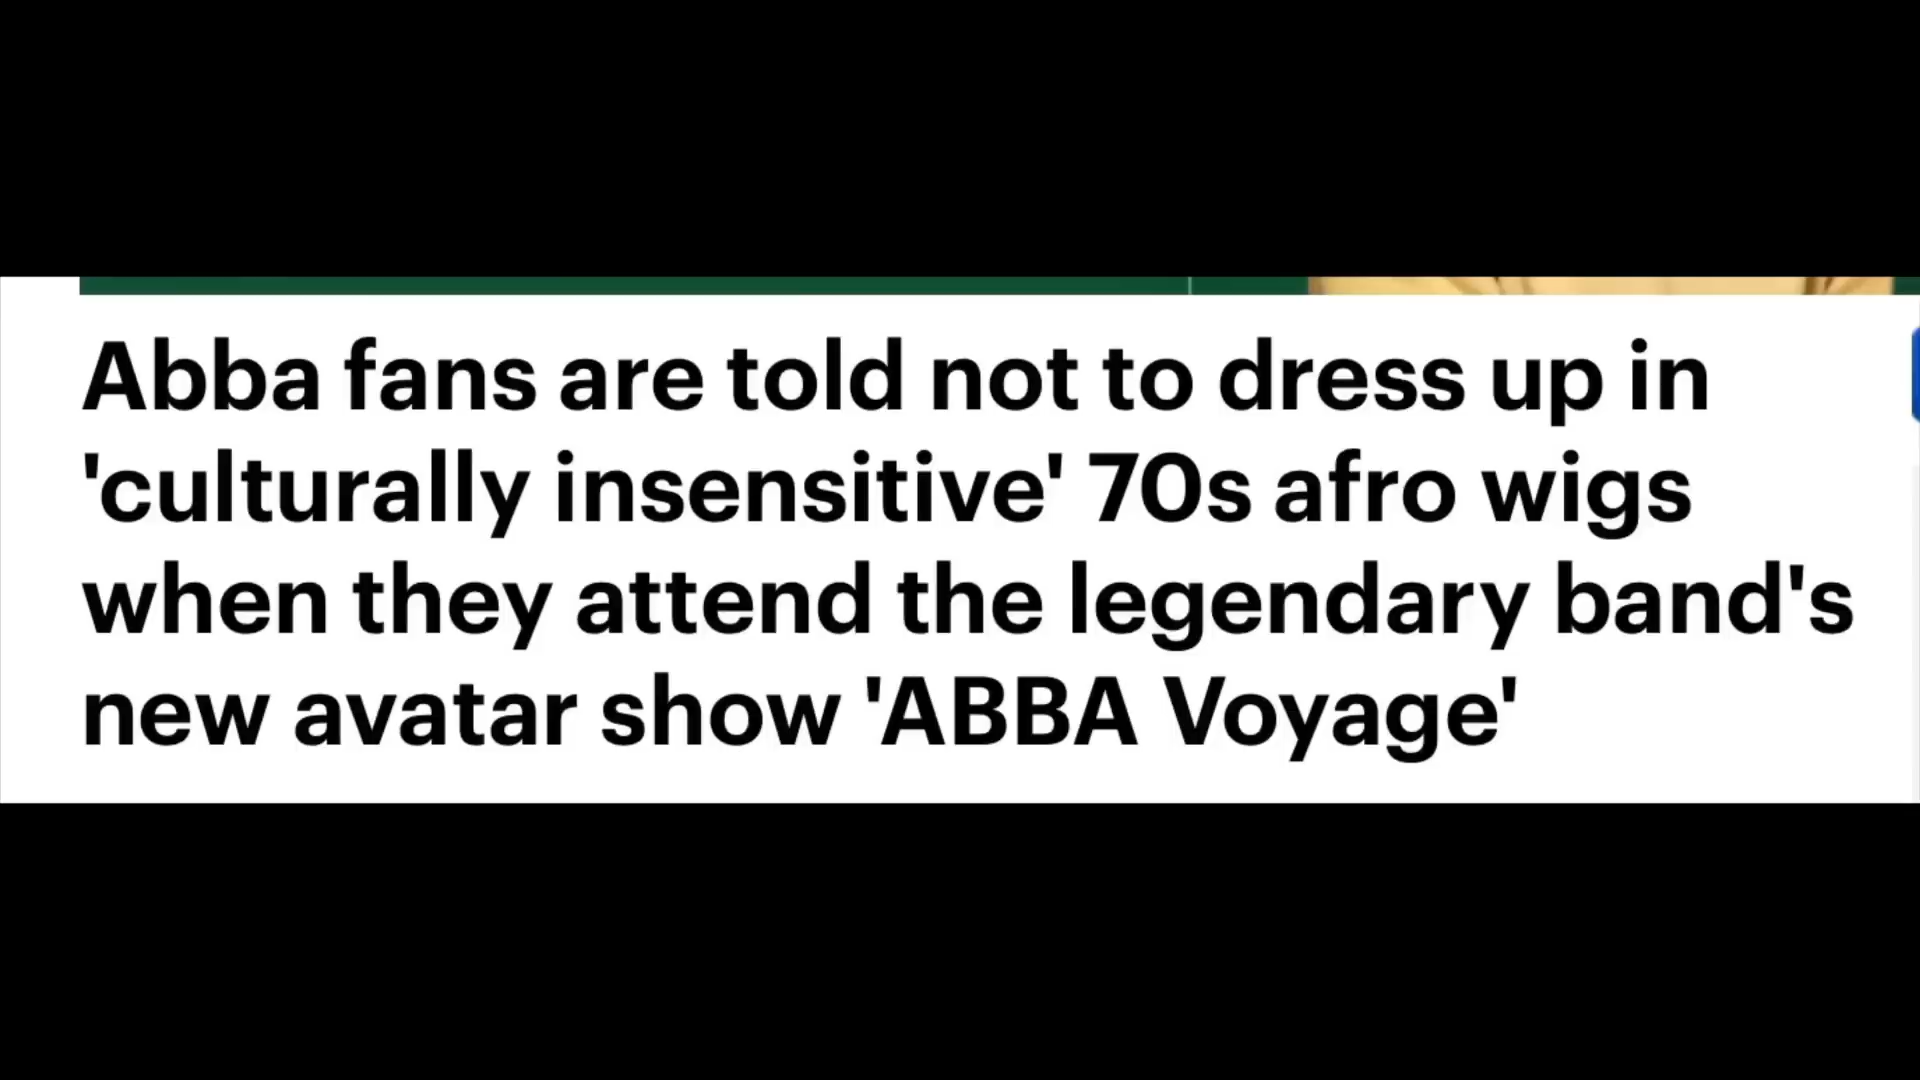 Abba fans are told not to dress up in
'culturally insensitive' 70s afro wigs
when they attend the legendary band's
new avatar show 'ABBA Voyage'